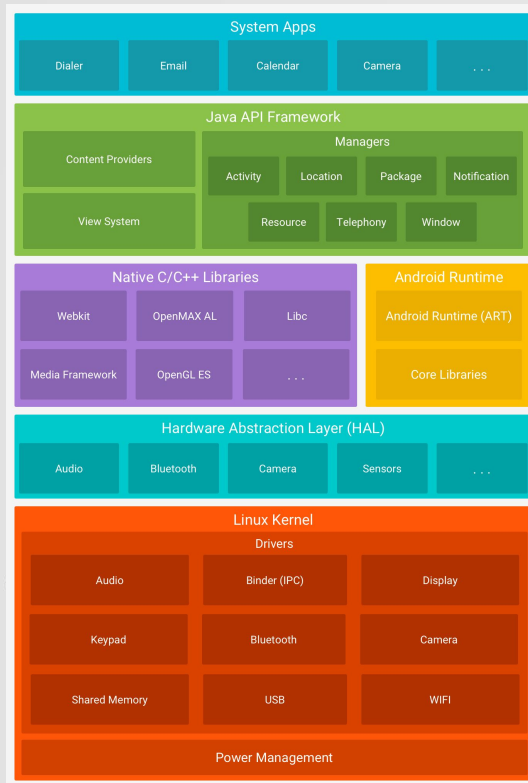 System Apps
Dialer
Email
Calendar
Camera
. . .
Java API Framework
Content Providers
View System
Managers
Activity
Location
Package
Notification
Resource
Telephony
Window
Native C/C++ Libraries
Webkit
OpenMAX AL
Libc
Media Framework
OpenGL ES
. . .
Android Runtime
Android Runtime (ART)
Core Libraries
Hardware Abstraction Layer (HAL)
Audio
Bluetooth
Camera
Sensors
. . .
Linux Kernel
Drivers
Audio
Binder (IPC)
Display
Keypad
Bluetooth
Camera
Shared Memory
USB
WIFI
Power Management